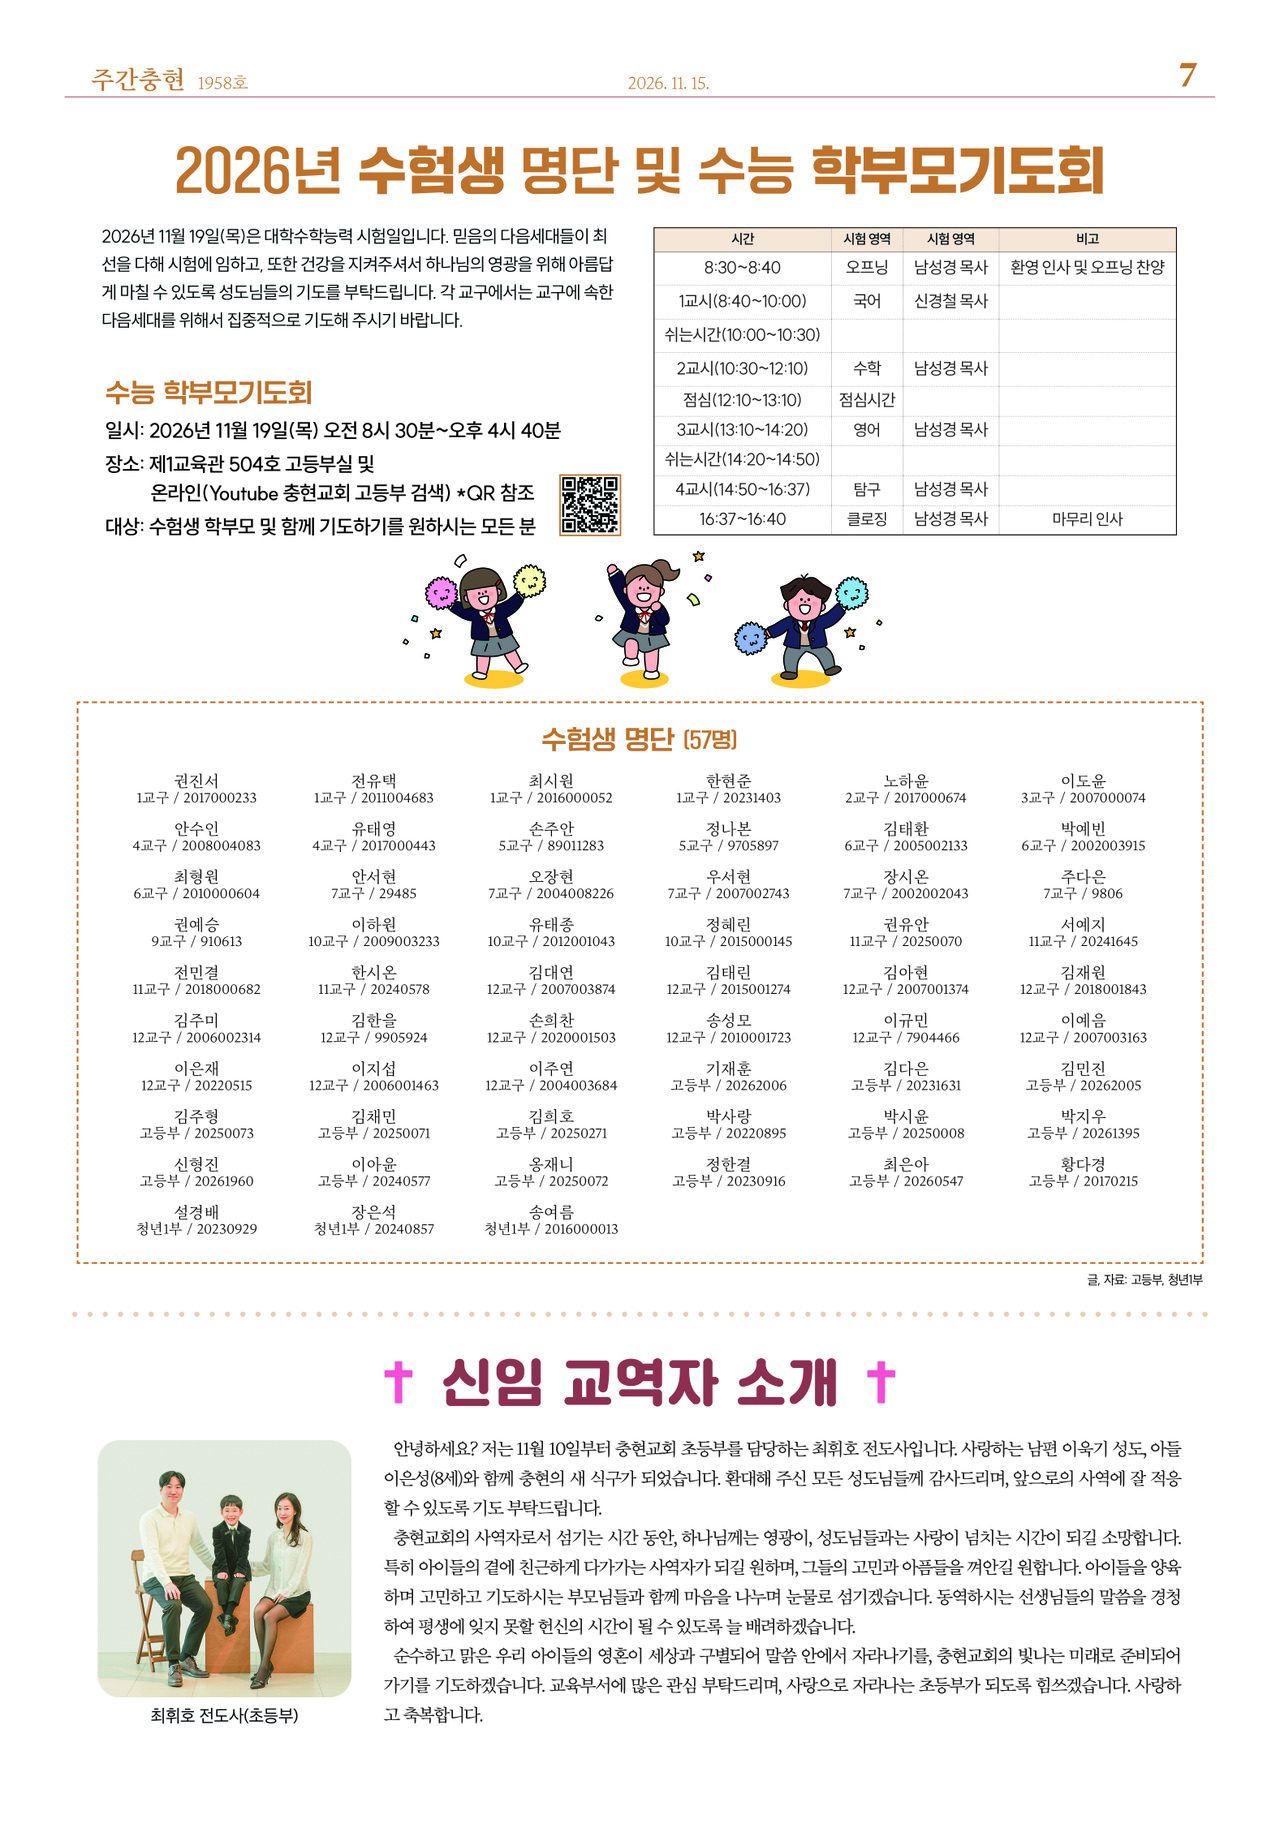 주간충현 1958호
2026. 11. 15.
7
2026년 수험생 명단 및 수능 학부모기도회
2026년 11월 19일(목)은 대학수학능력 시험일입니다. 믿음의 다음세대들이 최
선을 다해 시험에 임하고, 또한 건강을 지켜주셔서 하나님의 영광을 위해 아름답
게 마칠 수 있도록 성도님들의 기도를 부탁드립니다. 각 교구에서는 교구에 속한
다음세대를 위해서 집중적으로 기도해 주시기 바랍니다.
수능 학부모기도회
일시: 2026년 11월 19일(목) 오전 8시 30분~오후 4시 40분
장소: 제1교육관 504호 고등부실 및
온라인(Youtube 충현교회 고등부 검색) *QR 참조
대상: 수험생 학부모 및 함께 기도하기를 원하시는 모든 분
시간 시험 영역 시험 영역 비고
8:30~8:40 오프닝 남성경 목사 환영 인사 및 오프닝 찬양
1교시(8:40~10:00) 국어 신경철 목사
쉬는시간(10:00~10:30)
2교시(10:30~12:10) 수학 남성경 목사
점심(12:10~13:10) 점심시간
3교시(13:10~14:20) 영어 남성경 목사
쉬는시간(14:20~14:50)
4교시(14:50~16:37) 탐구 남성경 목사
16:37~16:40 클로징 남성경 목사 마무리 인사
수험생 명단 (57명)
권진서 전유택 최시원 한현준 노하윤 이도윤
1교구 / 2017000233 1교구 / 2011004683 1교구 / 2016000052 1교구 / 20231403 2교구 / 2017000674 3교구 / 2007000074
안수인 유태영 손주안 정나본 김태환 박예빈
4교구 / 2008004083 4교구 / 2017000443 5교구 / 89011283 5교구 / 9705897 6교구 / 2005002133 6교구 / 2002003915
최형원 안서현 오장현 우서현 장시온 주다은
6교구 / 2010000604 7교구 / 29485 7교구 / 2004008226 7교구 / 2007002743 7교구 / 2002002043 7교구 / 9806
권예승 이하원 유태종 정혜린 권유안 서예지
9교구 / 910613 10교구 / 2009003233 10교구 / 2012001043 10교구 / 2015000145 11교구 / 20250070 11교구 / 20241645
전민결 한시온 김대연 김태린 김아현 김재원
11교구 / 2018000682 11교구 / 20240578 12교구 / 2007003874 12교구 / 2015001274 12교구 / 2007001374 12교구 / 2018001843
김주미 김한을 손희찬 송성모 이규민 이예음
12교구 / 2006002314 12교구 / 9905924 12교구 / 2020001503 12교구 / 2010001723 12교구 / 7904466 12교구 / 2007003163
이은재 이지섭 이주연 기재훈 김다은 김민진
12교구 / 20220515 12교구 / 2006001463 12교구 / 2004003684 고등부 / 20262006 고등부 / 20231631 고등부 / 20262005
김주형 김채민 김희호 박사랑 박시윤 박지우
고등부 / 20250073 고등부 / 20250071 고등부 / 20250271 고등부 / 20220895 고등부 / 20250008 고등부 / 20261395
신형진 이아윤 옹재니 정한결 최은아 황다경
고등부 / 20261960 고등부 / 20240577 고등부 / 20250072 고등부 / 20230916 고등부 / 20260547 고등부 / 20170215
설경배 장은석 송여름
청년1부 / 20230929 청년1부 / 20240857 청년1부 / 2016000013
글, 자료: 고등부, 청년1부
신임 교역자 소개
안녕하세요? 저는 11월 10일부터 충현교회 초등부를 담당하는 최휘호 전도사입니다. 사랑하는 남편 이욱기 성도, 아들
이은성(8세)와 함께 충현의 새 식구가 되었습니다. 환대해 주신 모든 성도님들께 감사드리며, 앞으로의 사역에 잘 적응
할 수 있도록 기도 부탁드립니다.
충현교회의 사역자로서 섬기는 시간 동안, 하나님께는 영광이, 성도님들과는 사랑이 넘치는 시간이 되길 소망합니다.
특히 아이들의 곁에 친근하게 다가가는 사역자가 되길 원하며, 그들의 고민과 아픔들을 껴안길 원합니다. 아이들을 양육
하며 고민하고 기도하시는 부모님들과 함께 마음을 나누며 눈물로 섬기겠습니다. 동역하시는 선생님들의 말씀을 경청
하여 평생에 잊지 못할 헌신의 시간이 될 수 있도록 늘 배려하겠습니다.
순수하고 맑은 우리 아이들의 영혼이 세상과 구별되어 말씀 안에서 자라나기를, 충현교회의 빛나는 미래로 준비되어
가기를 기도하겠습니다. 교육부서에 많은 관심 부탁드리며, 사랑으로 자라나는 초등부가 되도록 힘쓰겠습니다. 사랑하
고 축복합니다.
최휘호 전도사(초등부)